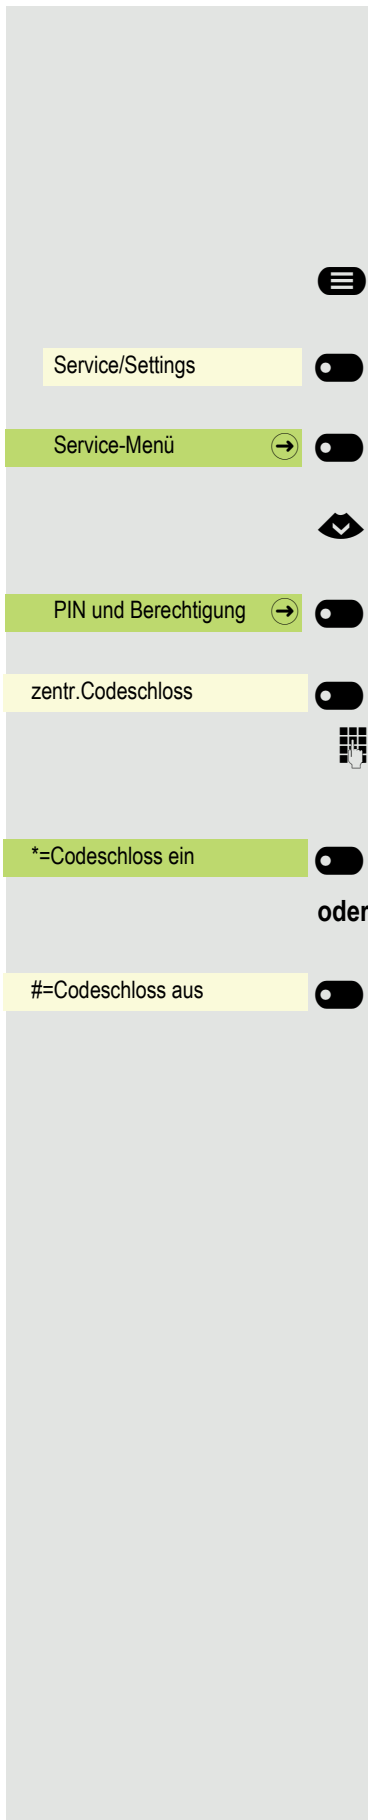 Service/Settings
Service-Menü
PIN und Berechtigung
zentr.Codeschloss
*=Codeschloss ein
oder
#=Codeschloss aus